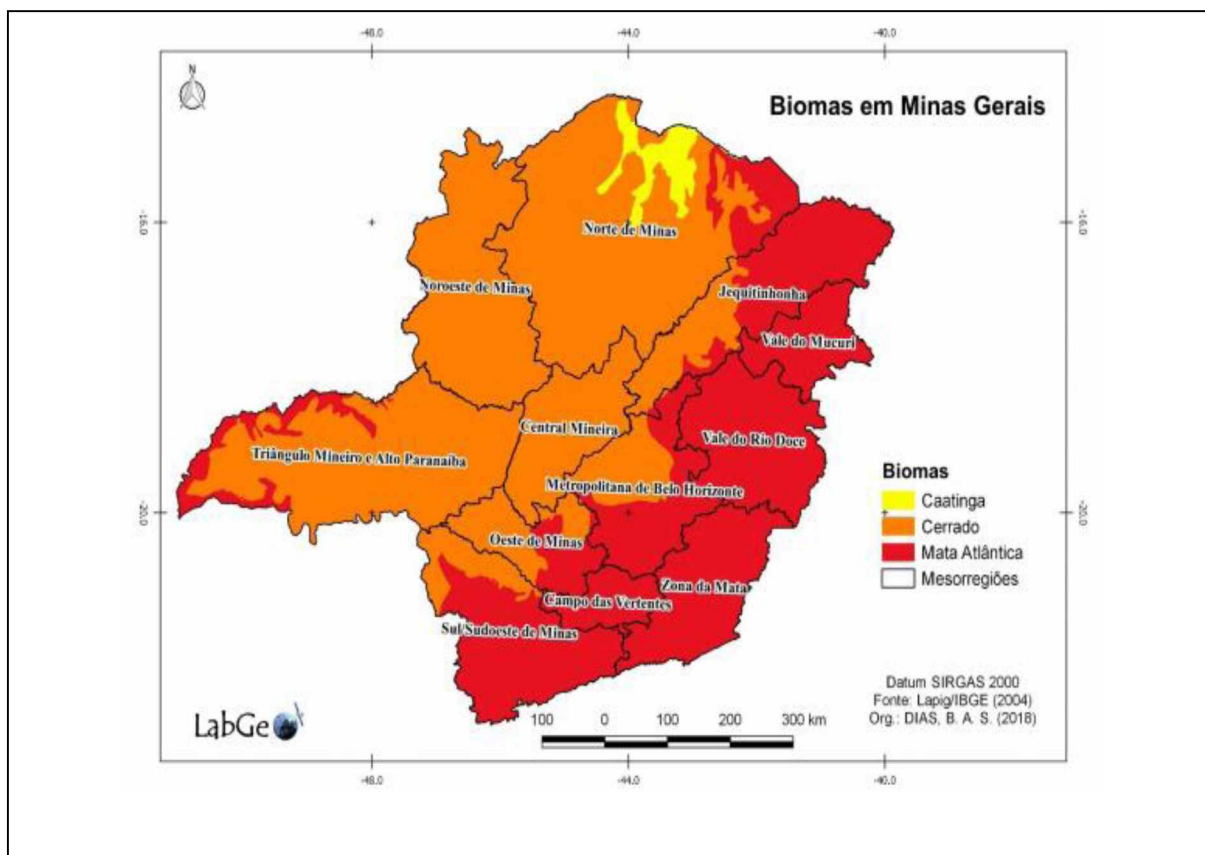 -48.0
-44.0
-40.0
N
Biomas em Minas Gerais
-16.0
-16.0
Norte de Minas
Noroeste de Minas
Jequitinhonha
Vale do Mucuri
Central Mineira
Vale do Rio Doce
Triângulo Mineiro e Alto Paranaíba
Metropolitana de Belo Horizonte
Biomas
Caatinga
Cerrado
Mata Atlântica
Mesorregiões
-20.0
-20.0
Oeste de Minas
Zona da Mata
Campo das Vertentes
Sul/Sudoeste de Minas
Datum SIRGAS 2000
Fonte: Lapig/IBGE (2004)
Org.: DIAS, B. A. S. (2018)
LabGe
100 0 100 200 300 km
-48.0
-44.0
-40.0